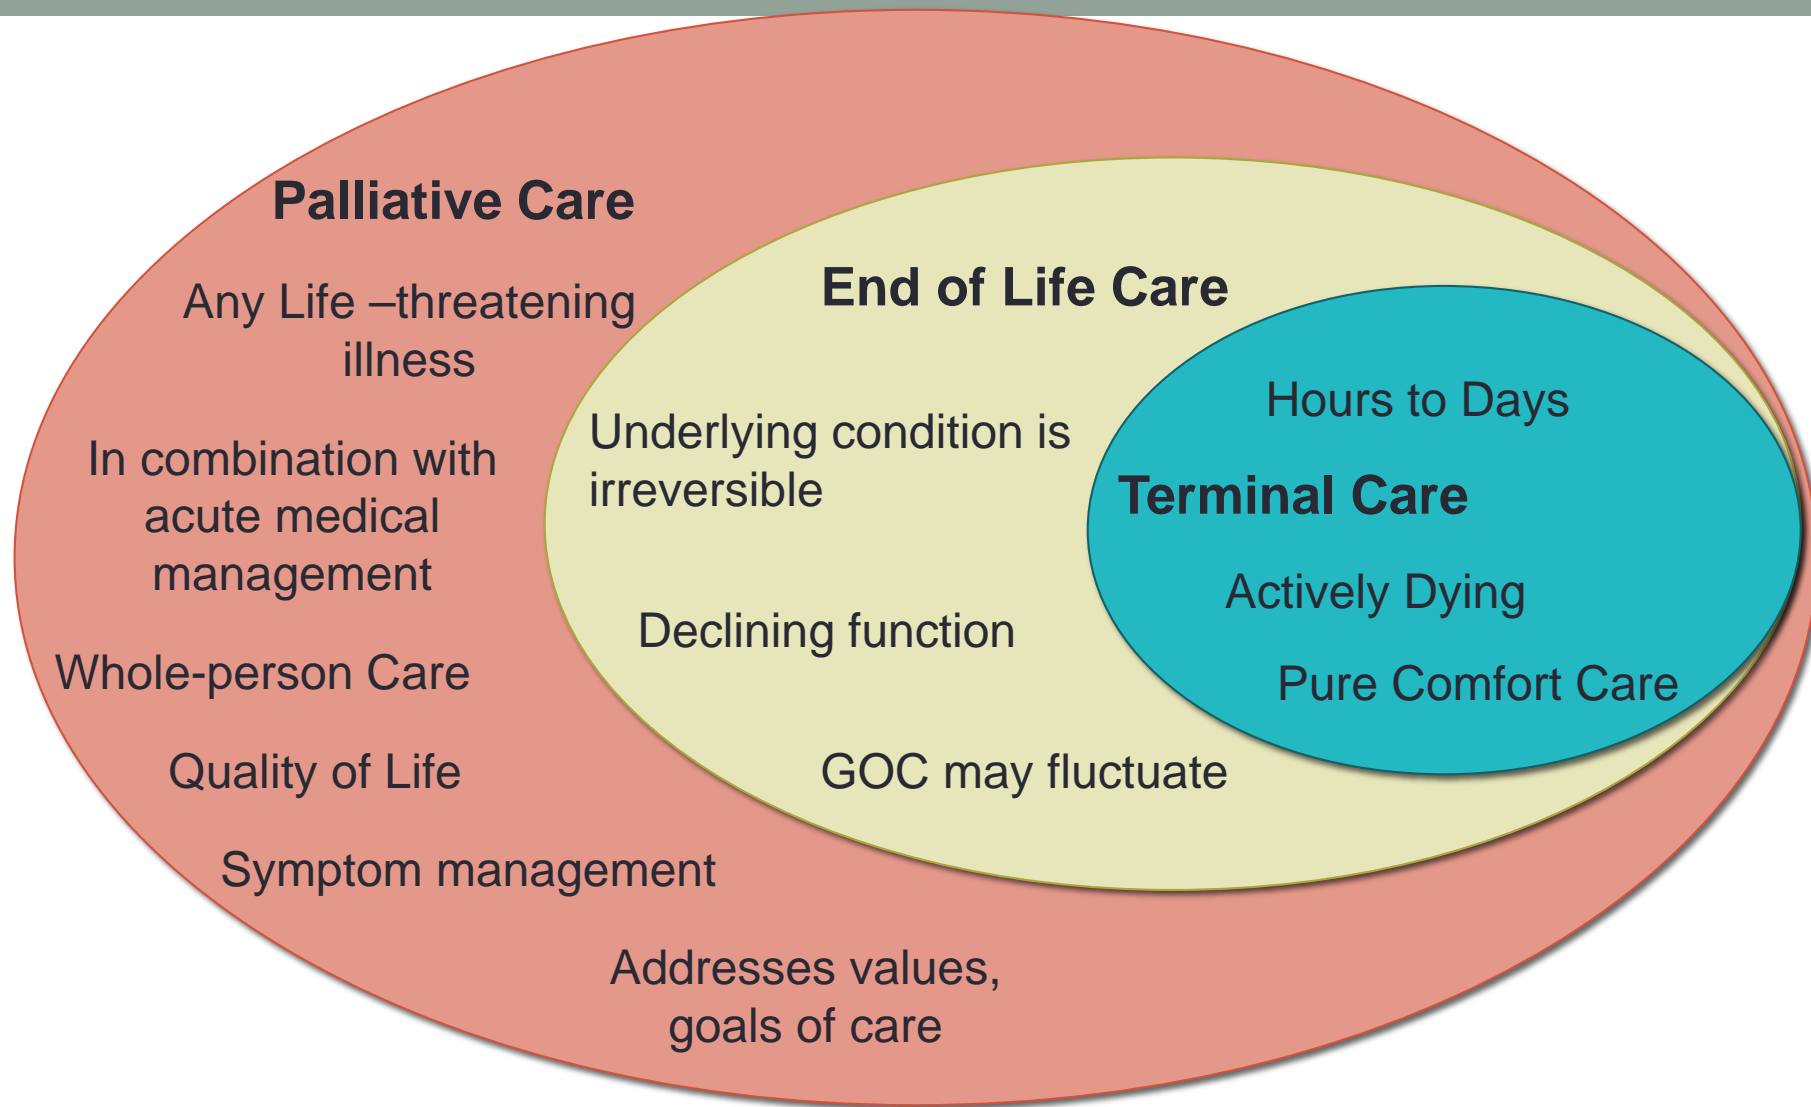 Palliative Care
Any Life –threatening
illness
In combination with
acute medical
management
Whole-person Care
Quality of Life
Symptom management
Addresses values,
goals of care
End of Life Care
Underlying condition is
irreversible
Declining function
GOC may fluctuate
Hours to Days
Terminal Care
Actively Dying
Pure Comfort Care